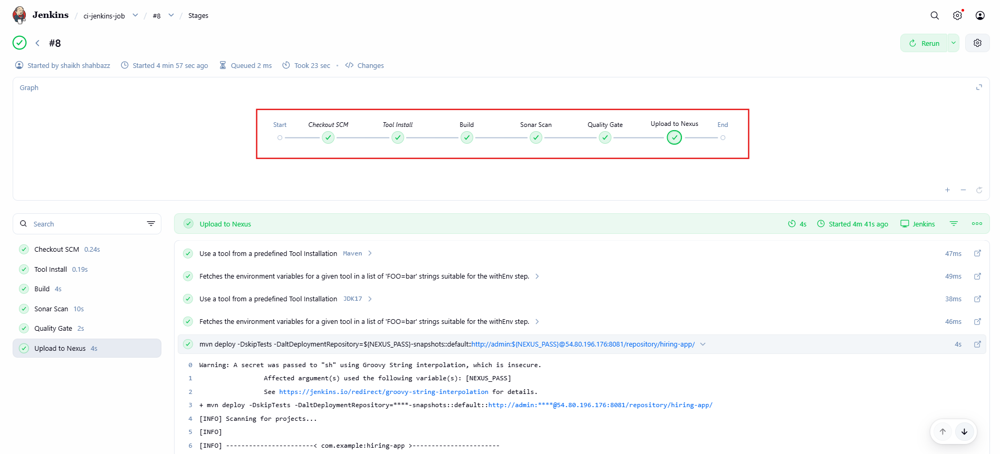 Jenkins / ci-jenkins-job / #8 / Stages
#8
Rerun
Started by shaikh shahbazz Started 4 min 57 sec ago Queued 2 ms Took 23 sec · Changes
Graph
Start Checkout SCM Tool Install Build Sonar Scan Quality Gate Upload to Nexus End
Search
Checkout SCM 0.24s
Tool Install 0.19s
Build 4s
Sonar Scan 10s
Quality Gate 2s
Upload to Nexus 4s
Upload to Nexus 4s Started 4m 41s ago Jenkins
Use a tool from a predefined Tool Installation Maven 47ms
Fetches the environment variables for a given tool in a list of 'FOO=bar' strings suitable for the withEnv step. 49ms
Use a tool from a predefined Tool Installation JDK17 38ms
Fetches the environment variables for a given tool in a list of 'FOO=bar' strings suitable for the withEnv step. 46ms
mvn deploy -DskipTests -DaltDeploymentRepository=${NEXUS_PASS}-snapshots::default::http://admin:${NEXUS_PASS}@54.80.196.176:8081/repository/hiring-app/ 4s
0 Warning: A secret was passed to "sh" using Groovy String interpolation, which is insecure.
1 Affected argument(s) used the following variable(s): [NEXUS_PASS]
2 See https://jenkins.io/redirect/groovy-string-interpolation for details.
3 + mvn deploy -DskipTests -DaltDeploymentRepository=****-snapshots::default::http://admin:****@54.80.196.176:8081/repository/hiring-app/
4 [INFO] Scanning for projects...
5 [INFO]
6 [INFO] -----------------------< com.example:hiring-app >-----------------------